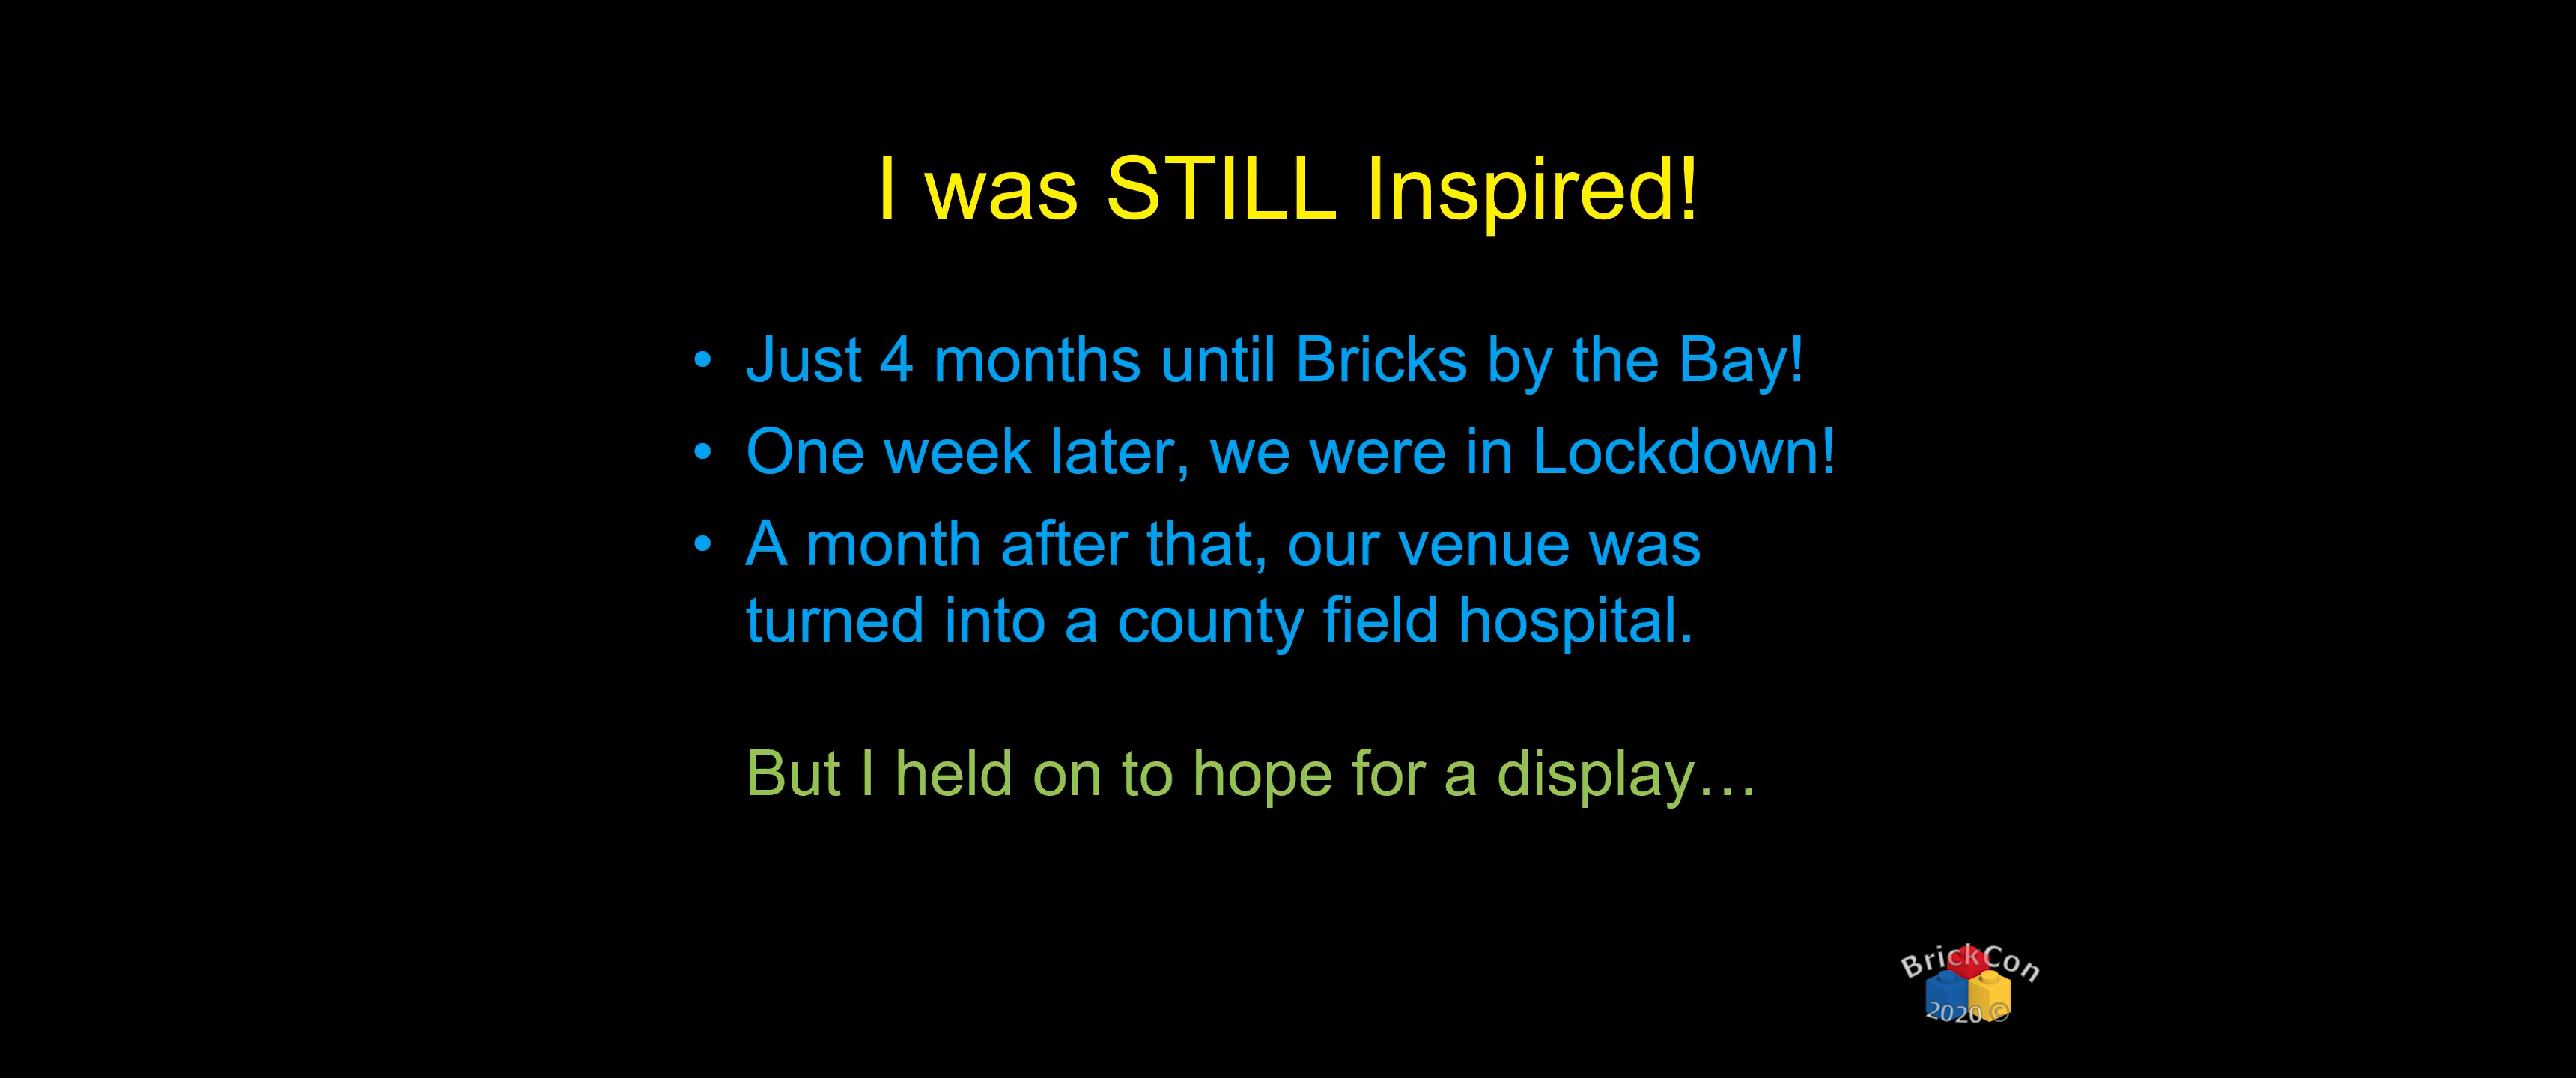 I was STILL Inspired!
• Just 4 months until Bricks by the Bay!
• One week later, we were in Lockdown!
• A month after that, our venue was
turned into a county field hospital.
But I held on to hope for a display…
BrickCon
2020 ©